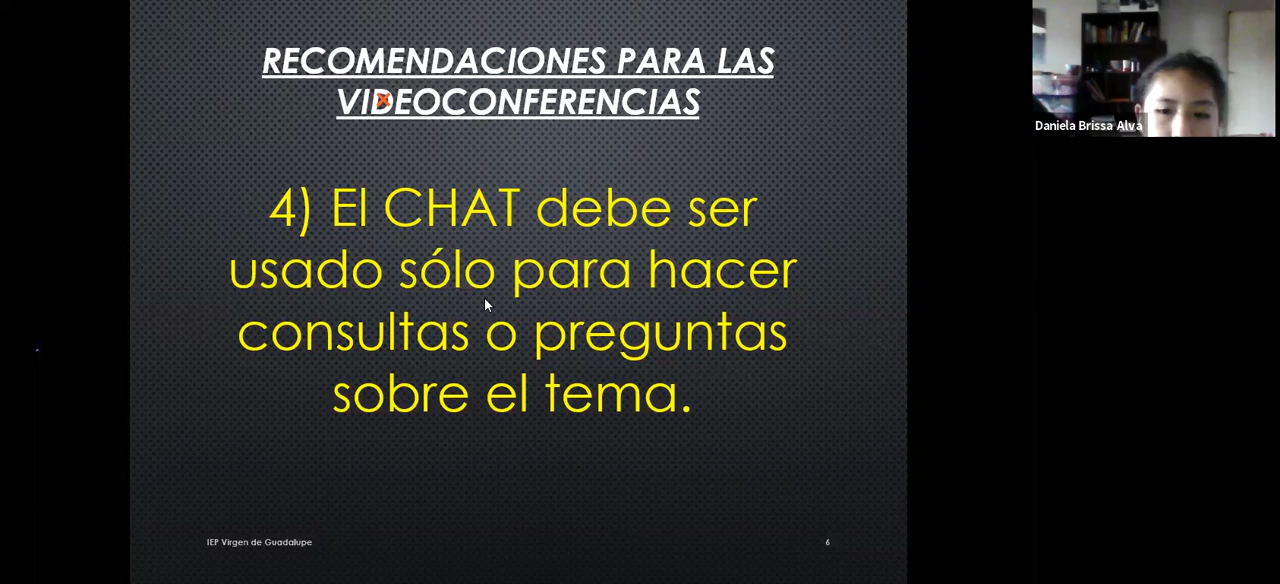 RECOMENDACIONES PARA LAS
VIDEOCONFERENCIAS
4) El CHAT debe ser
usado sólo para hacer
consultas o preguntas
sobre el tema.
IEP Virgen de Guadalupe
6
Daniela Brissa Alva